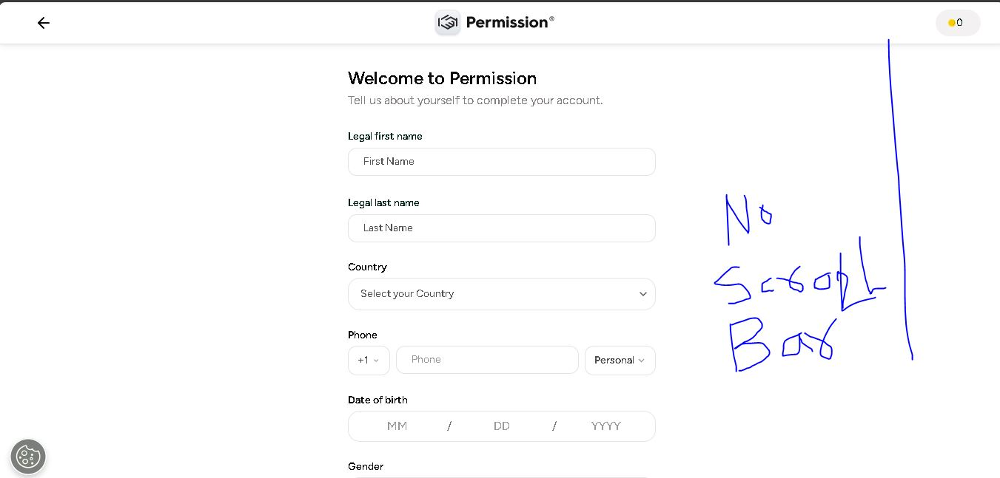 Permission®
0
Welcome to Permission
Tell us about yourself to complete your account.
Legal first name
First Name
Legal last name
Last Name
Country
Select your Country
Phone
+1 Phone Personal
Date of birth
MM / DD / YYYY
Gender
No
Scroll
Bar